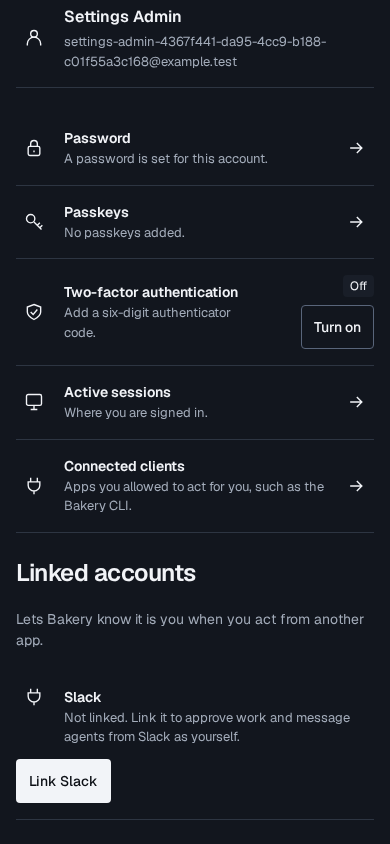 Settings Admin
settings-admin-4367f441-da95-4cc9-b188-
c01f55a3c168@example.test
Password
A password is set for this account.
Passkeys
No passkeys added.
Two-factor authentication
Add a six-digit authenticator
code.
Off
Turn on
Active sessions
Where you are signed in.
Connected clients
Apps you allowed to act for you, such as the
Bakery CLI.
Linked accounts
Lets Bakery know it is you when you act from another
app.
Slack
Not linked. Link it to approve work and message
agents from Slack as yourself.
Link Slack